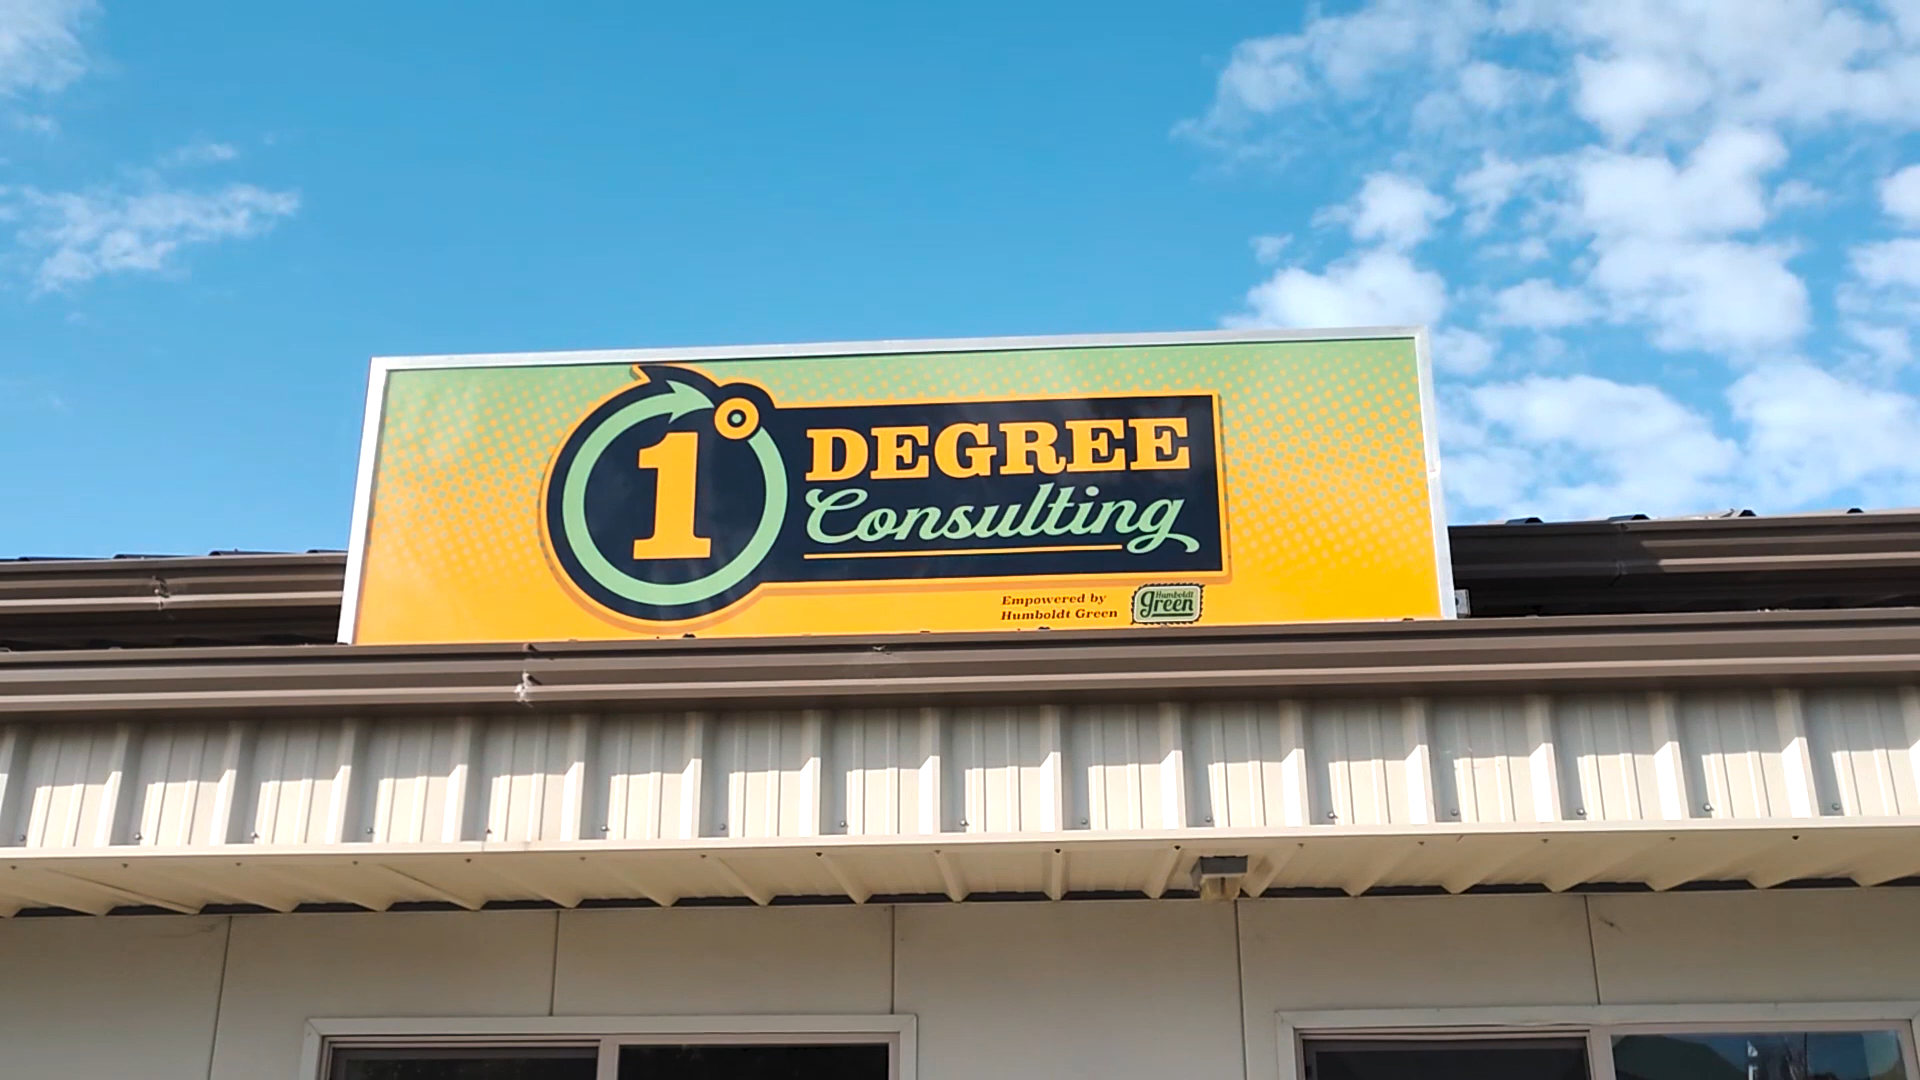 1°
DEGREE
Consulting
Empowered by
Humboldt Green
Humboldt
green